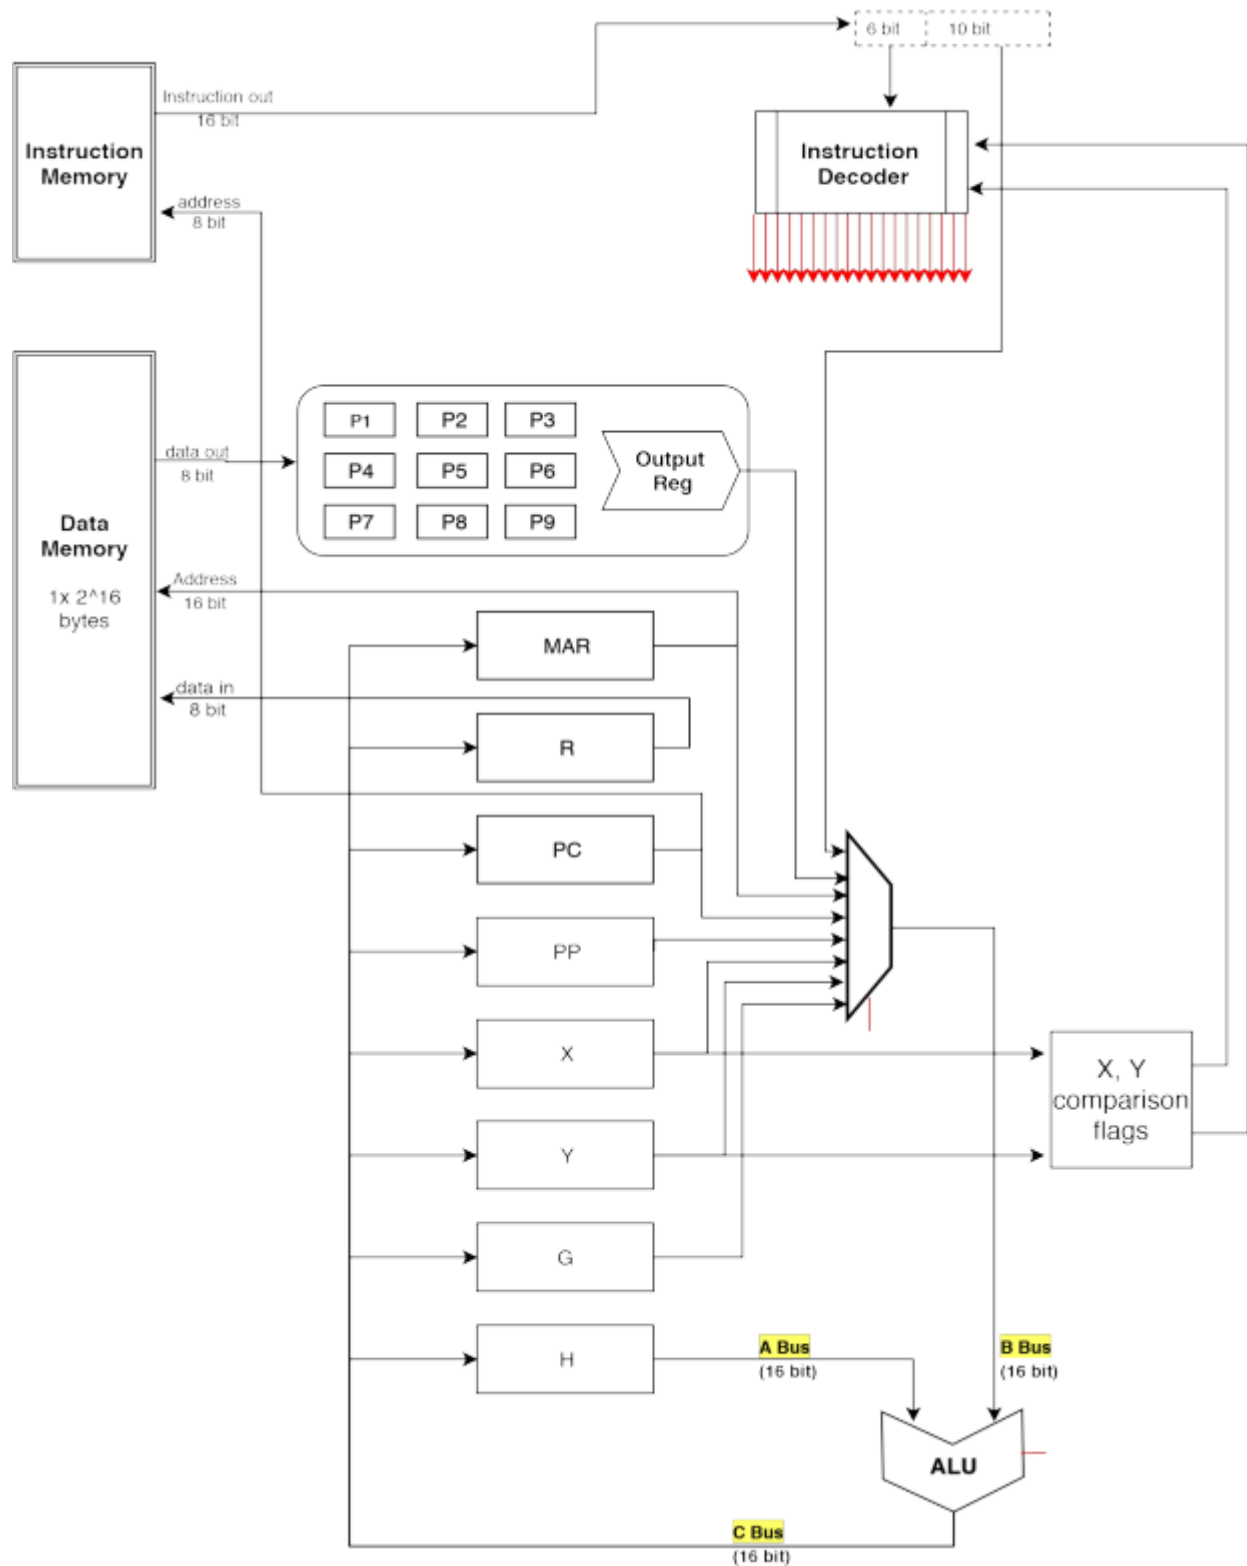 6 bit
10 bit
Instruction out
16 bit
Instruction
Memory
address
8 bit
Instruction
Decoder
P1
P2
P3
P4
P5
P6
P7
P8
P9
Output
Reg
data out
8 bit
Data
Memory
1x 2^16
bytes
Address
16 bit
data in
8 bit
MAR
R
PC
PP
X
Y
G
H
X, Y
comparison
flags
A Bus
(16 bit)
B Bus
(16 bit)
ALU
C Bus
(16 bit)